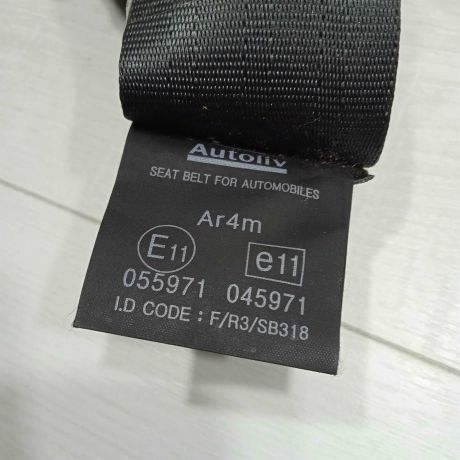 Autoliv
SEAT BELT FOR AUTOMOBILES
Ar4m
E11 e11
055971 045971
I.D CODE : F/R3/SB318